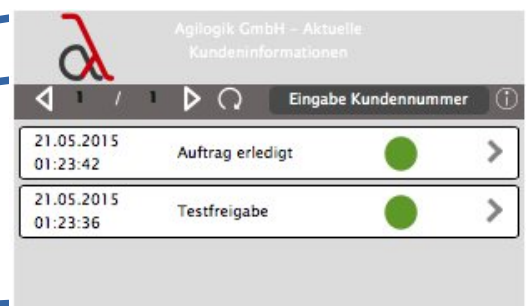 Agilogik GmbH – Aktuelle
Kundeninformationen
1 / 1 Eingabe Kundennummer i
21.05.2015
01:23:42
Auftrag erledigt
21.05.2015
01:23:36
Testfreigabe